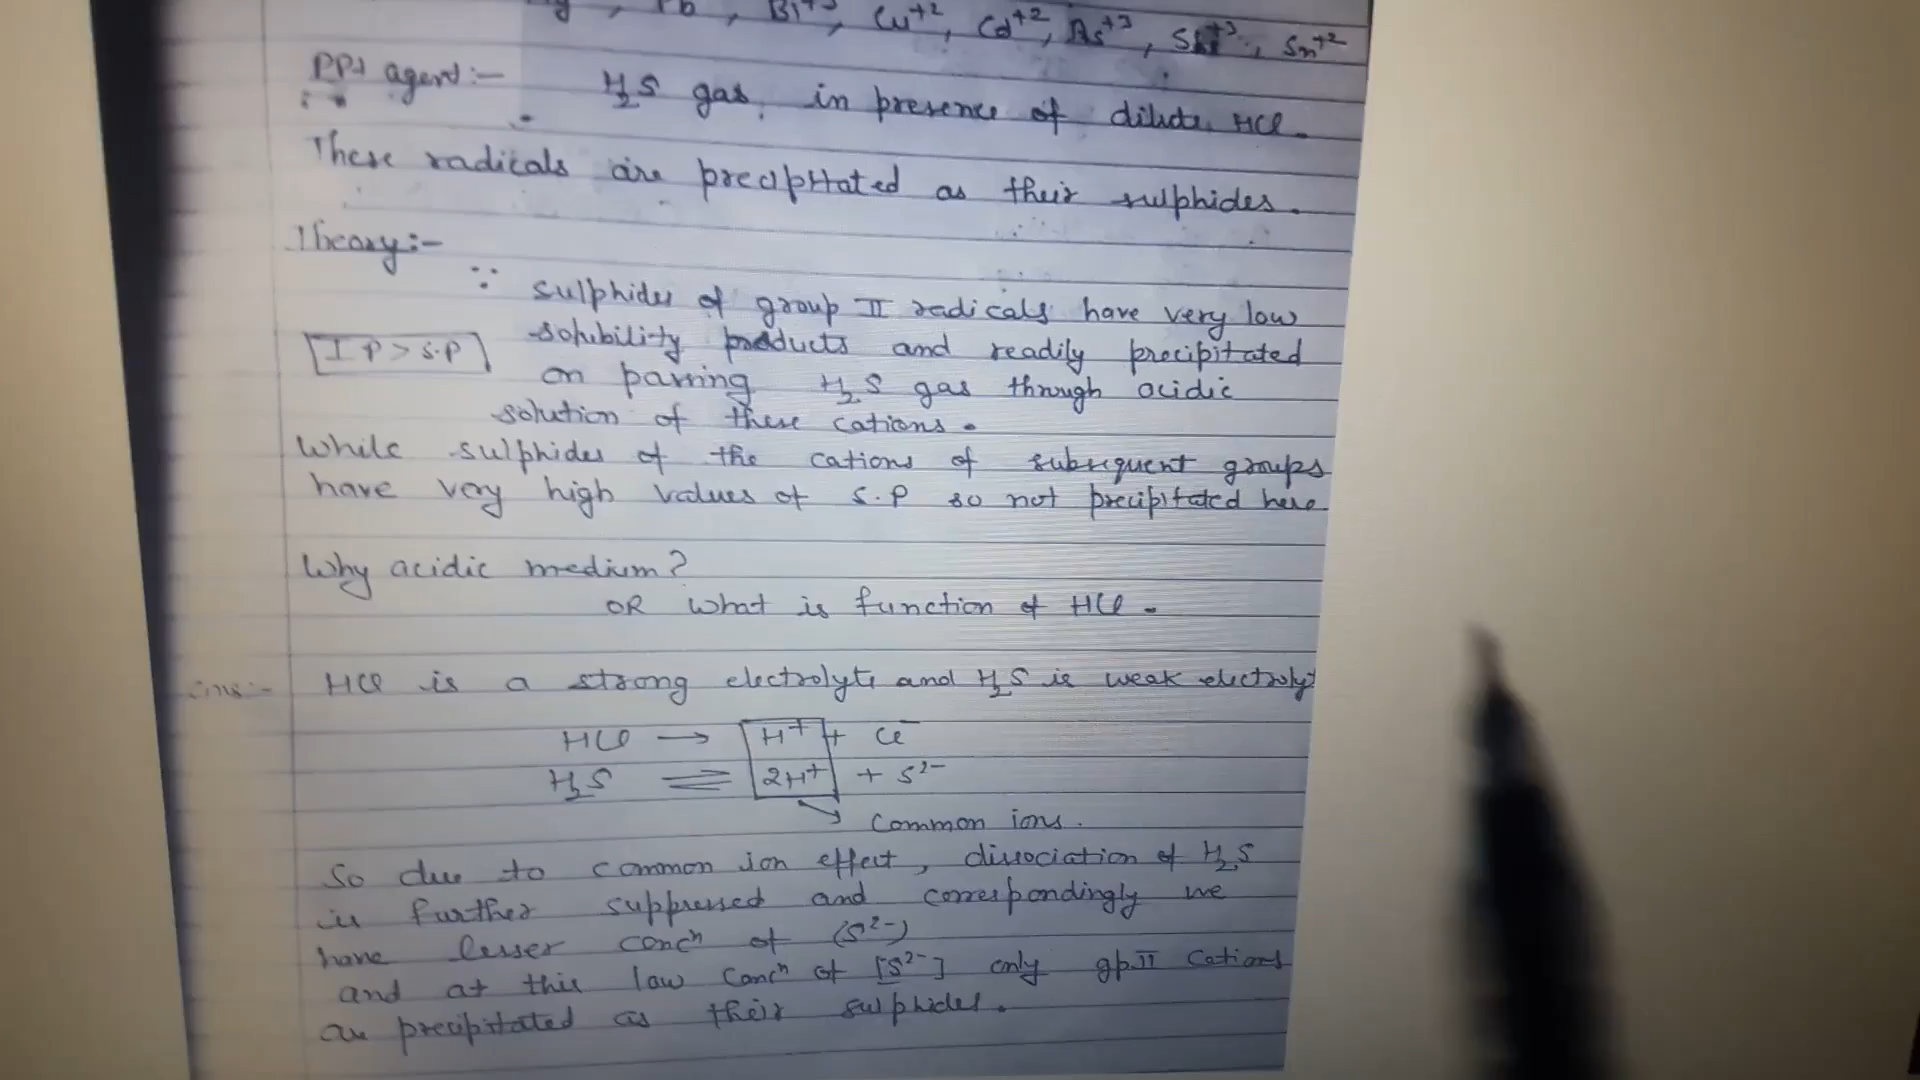 Pb , Bi+3, Cu+2, Cd+2, As+3, Sb+3, Sn+2
PPt agent:- H2S gas in presence of dilute HCl.
These radicals are precipitated as their sulphides.
Theory:-
∵ sulphides of group II radicals have very low
IP > S.P solubility products and readily precipitated
on passing H2S gas through acidic
solution of these cations.
While sulphides of the cations of subsequent groups
have very high values of S.P so not precipitated here
Why acidic medium?
OR What is function of HCl.
Ans:- HCl is a strong electrolyte and H2S is weak electrolyt
HCl → H+ + Cl-
H2S ⇌ 2H+ + S2-
Common ions.
So due to common ion effect, dissociation of H2S
is further suppressed and correspondingly we
have lesser concn of (S2-)
and at this low concn of [S2-] only gp.II Cations
are precipitated as their sulphides.